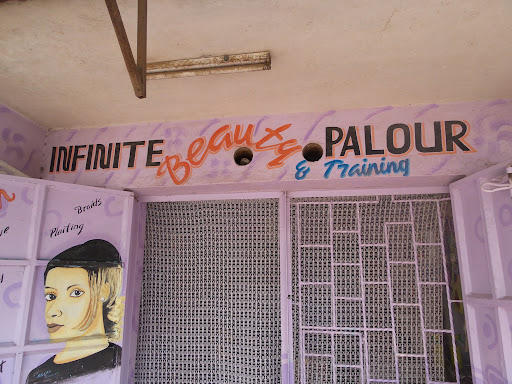 INFINITE Beauty PALOUR
& Training
Braids
Plaiting